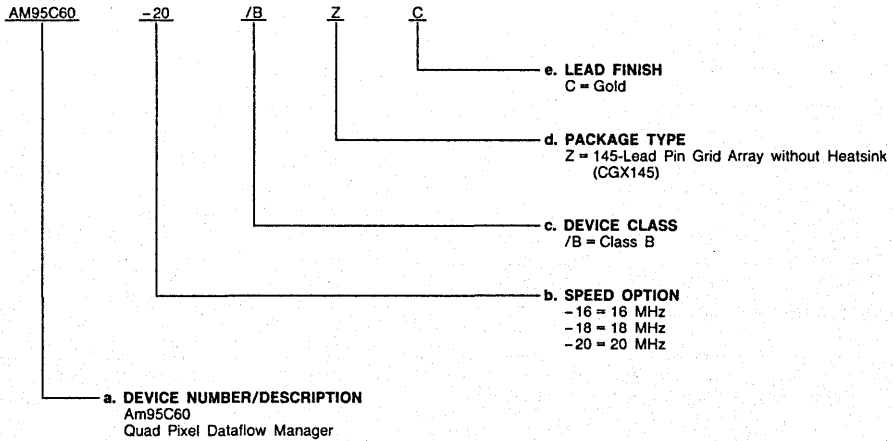 AM95C60 -20 /B Z C
e. LEAD FINISH
C = Gold
d. PACKAGE TYPE
Z = 145-Lead Pin Grid Array without Heatsink
(CGX145)
c. DEVICE CLASS
/B = Class B
b. SPEED OPTION
-16 = 16 MHz
-18 = 18 MHz
-20 = 20 MHz
a. DEVICE NUMBER/DESCRIPTION
Am95C60
Quad Pixel Dataflow Manager